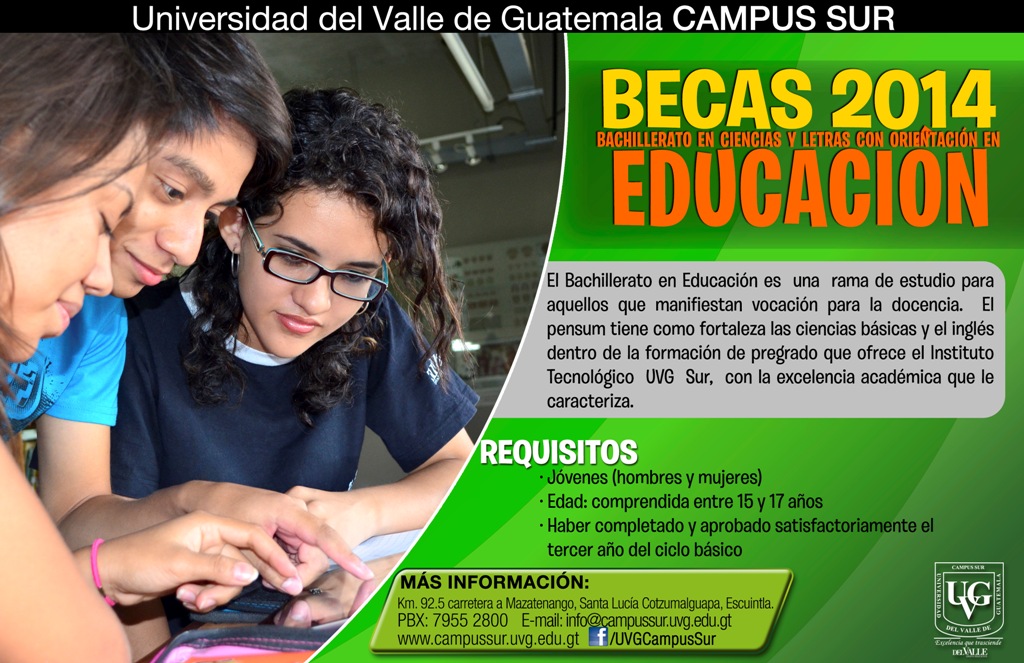 Universidad del Valle de Guatemala CAMPUS SUR
BECAS 2014
BACHILLERATO EN CIENCIAS Y LETRAS CON ORIENTACIÓN EN
EDUCACIÓN
El Bachillerato en Educación es una rama de estudio para
aquellos que manifiestan vocación para la docencia. El
pensum tiene como fortaleza las ciencias básicas y el inglés
dentro de la formación de pregrado que ofrece el Instituto
Tecnológico UVG Sur, con la excelencia académica que le
caracteriza.
REQUISITOS
· Jóvenes (hombres y mujeres)
· Edad: comprendida entre 15 y 17 años
· Haber completado y aprobado satisfactoriamente el
tercer año del ciclo básico
MÁS INFORMACIÓN:
Km. 92.5 carretera a Mazatenango, Santa Lucía Cotzumalguapa, Escuintla.
PBX: 7955 2800 E-mail: info@campussur.uvg.edu.gt
www.campussur.uvg.edu.gt f /UVGCampusSur
CAMPUS SUR
UNIVERSIDAD
UVG
GUATEMALA
DEL VALLE DE
Excelencia que trasciende
DEL VALLE